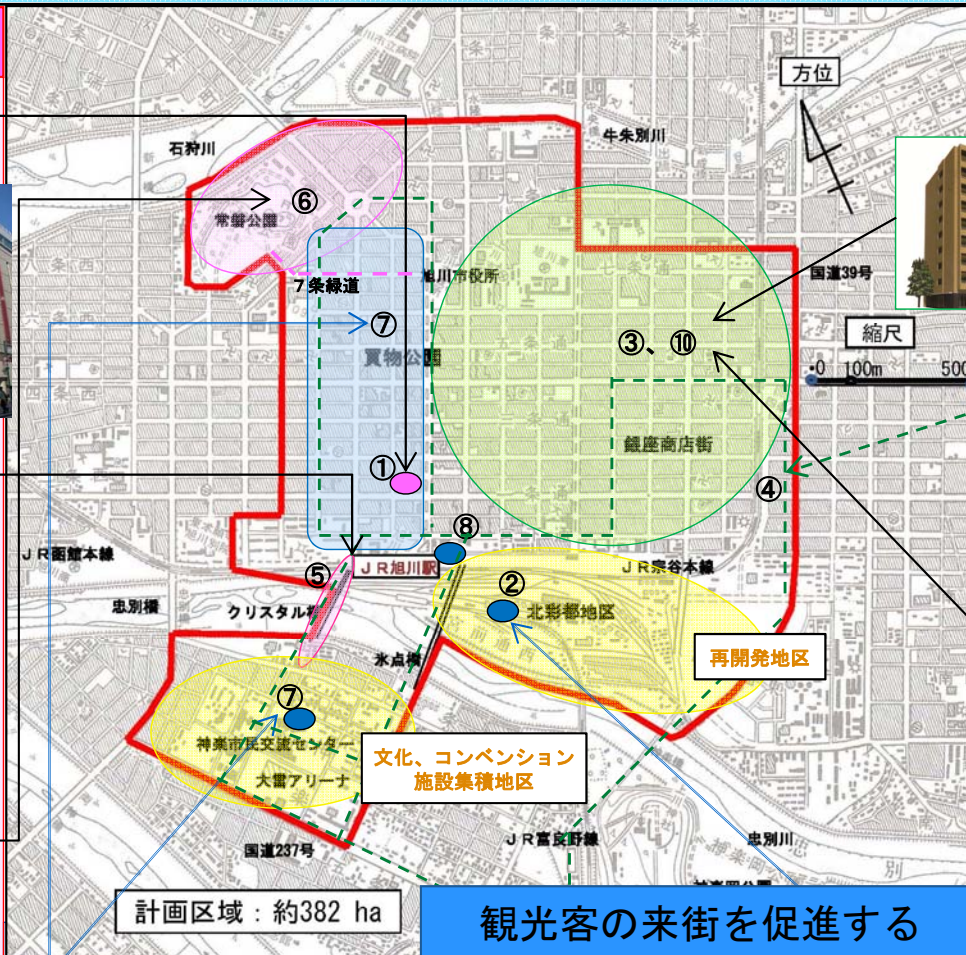 方位
石狩川
牛朱別川
⑥
常磐公園
7条緑道
旭川市役所
国道39号
⑦
買物公園
③、⑩
縮尺
0 100m 500
銀座商店街
①
④
⑧
JR函館本線
JR旭川駅
JR宗谷本線
⑤
②
忠別橋
クリスタル橋
北彩都地区
氷点橋
再開発地区
⑦
神楽市民交流センター
文化、コンベンション
施設集積地区
大雪アリーナ
国道237号
JR富良野線
忠別川
計画区域：約382 ha
観光客の来街を促進する